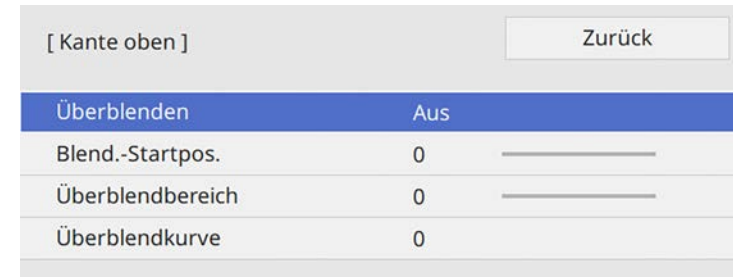 [ Kante oben ] Zurück
Überblenden Aus
Blend.-Startpos. 0
Überblendbereich 0
Überblendkurve 0